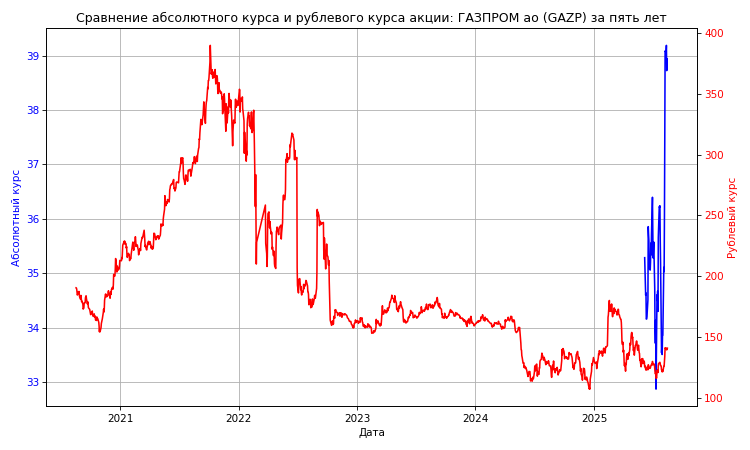 Сравнение абсолютного курса и рублевого курса акции: ГАЗПРОМ ао (GAZP) за пять лет
39
38
37
36
35
34
33
Абсолютный курс
400
350
300
250
200
150
100
Рублевый курс
2021 2022 2023 2024 2025
Дата